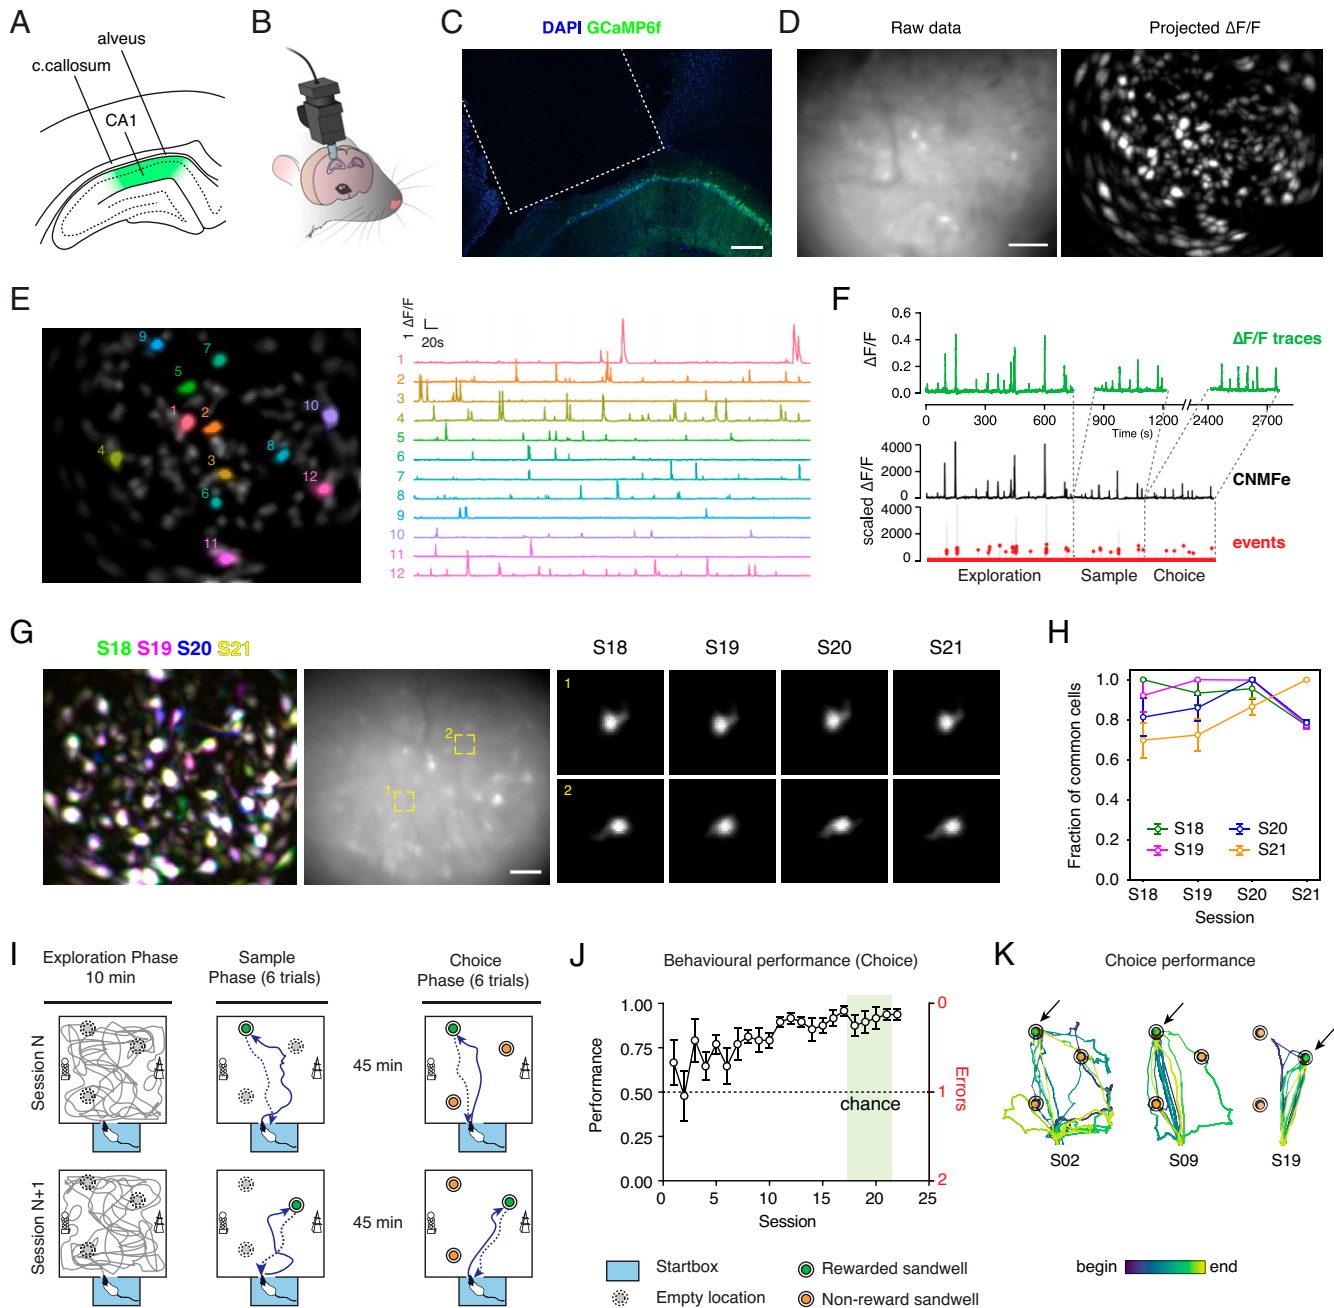 A
alveus
c.callosum
CA1
B
C
DAPI GCaMP6f
D
Raw data
Projected ΔF/F
E
9
7
5
1
2
10
4
3
8
6
12
11
1 ΔF/F
20s
1
2
3
4
5
6
7
8
9
10
11
12
F
ΔF/F
0.6
0.4
0.2
0.0
ΔF/F traces
0
300
600
900
1200
2400
2700
Time (s)
scaled ΔF/F
4000
2000
0
CNMFe
4000
2000
0
events
Exploration
Sample
Choice
G
S18 S19 S20 S21
2
1
S18
S19
S20
S21
1
2
H
Fraction of common cells
1.0
0.8
0.6
0.4
0.2
0.0
S18
S19
S20
S21
S18
S19
S20
S21
Session
I
Exploration Phase
10 min
Sample
Phase (6 trials)
Choice
Phase (6 trials)
Session N
45 min
Session N+1
45 min
J
Behavioural performance (Choice)
Performance
1.00
0.75
0.50
0.25
0.00
chance
0
1
2
Errors
0
5
10
15
20
25
Session
Startbox
Empty location
Rewarded sandwell
Non-reward sandwell
K
Choice performance
S02
S09
S19
begin
end